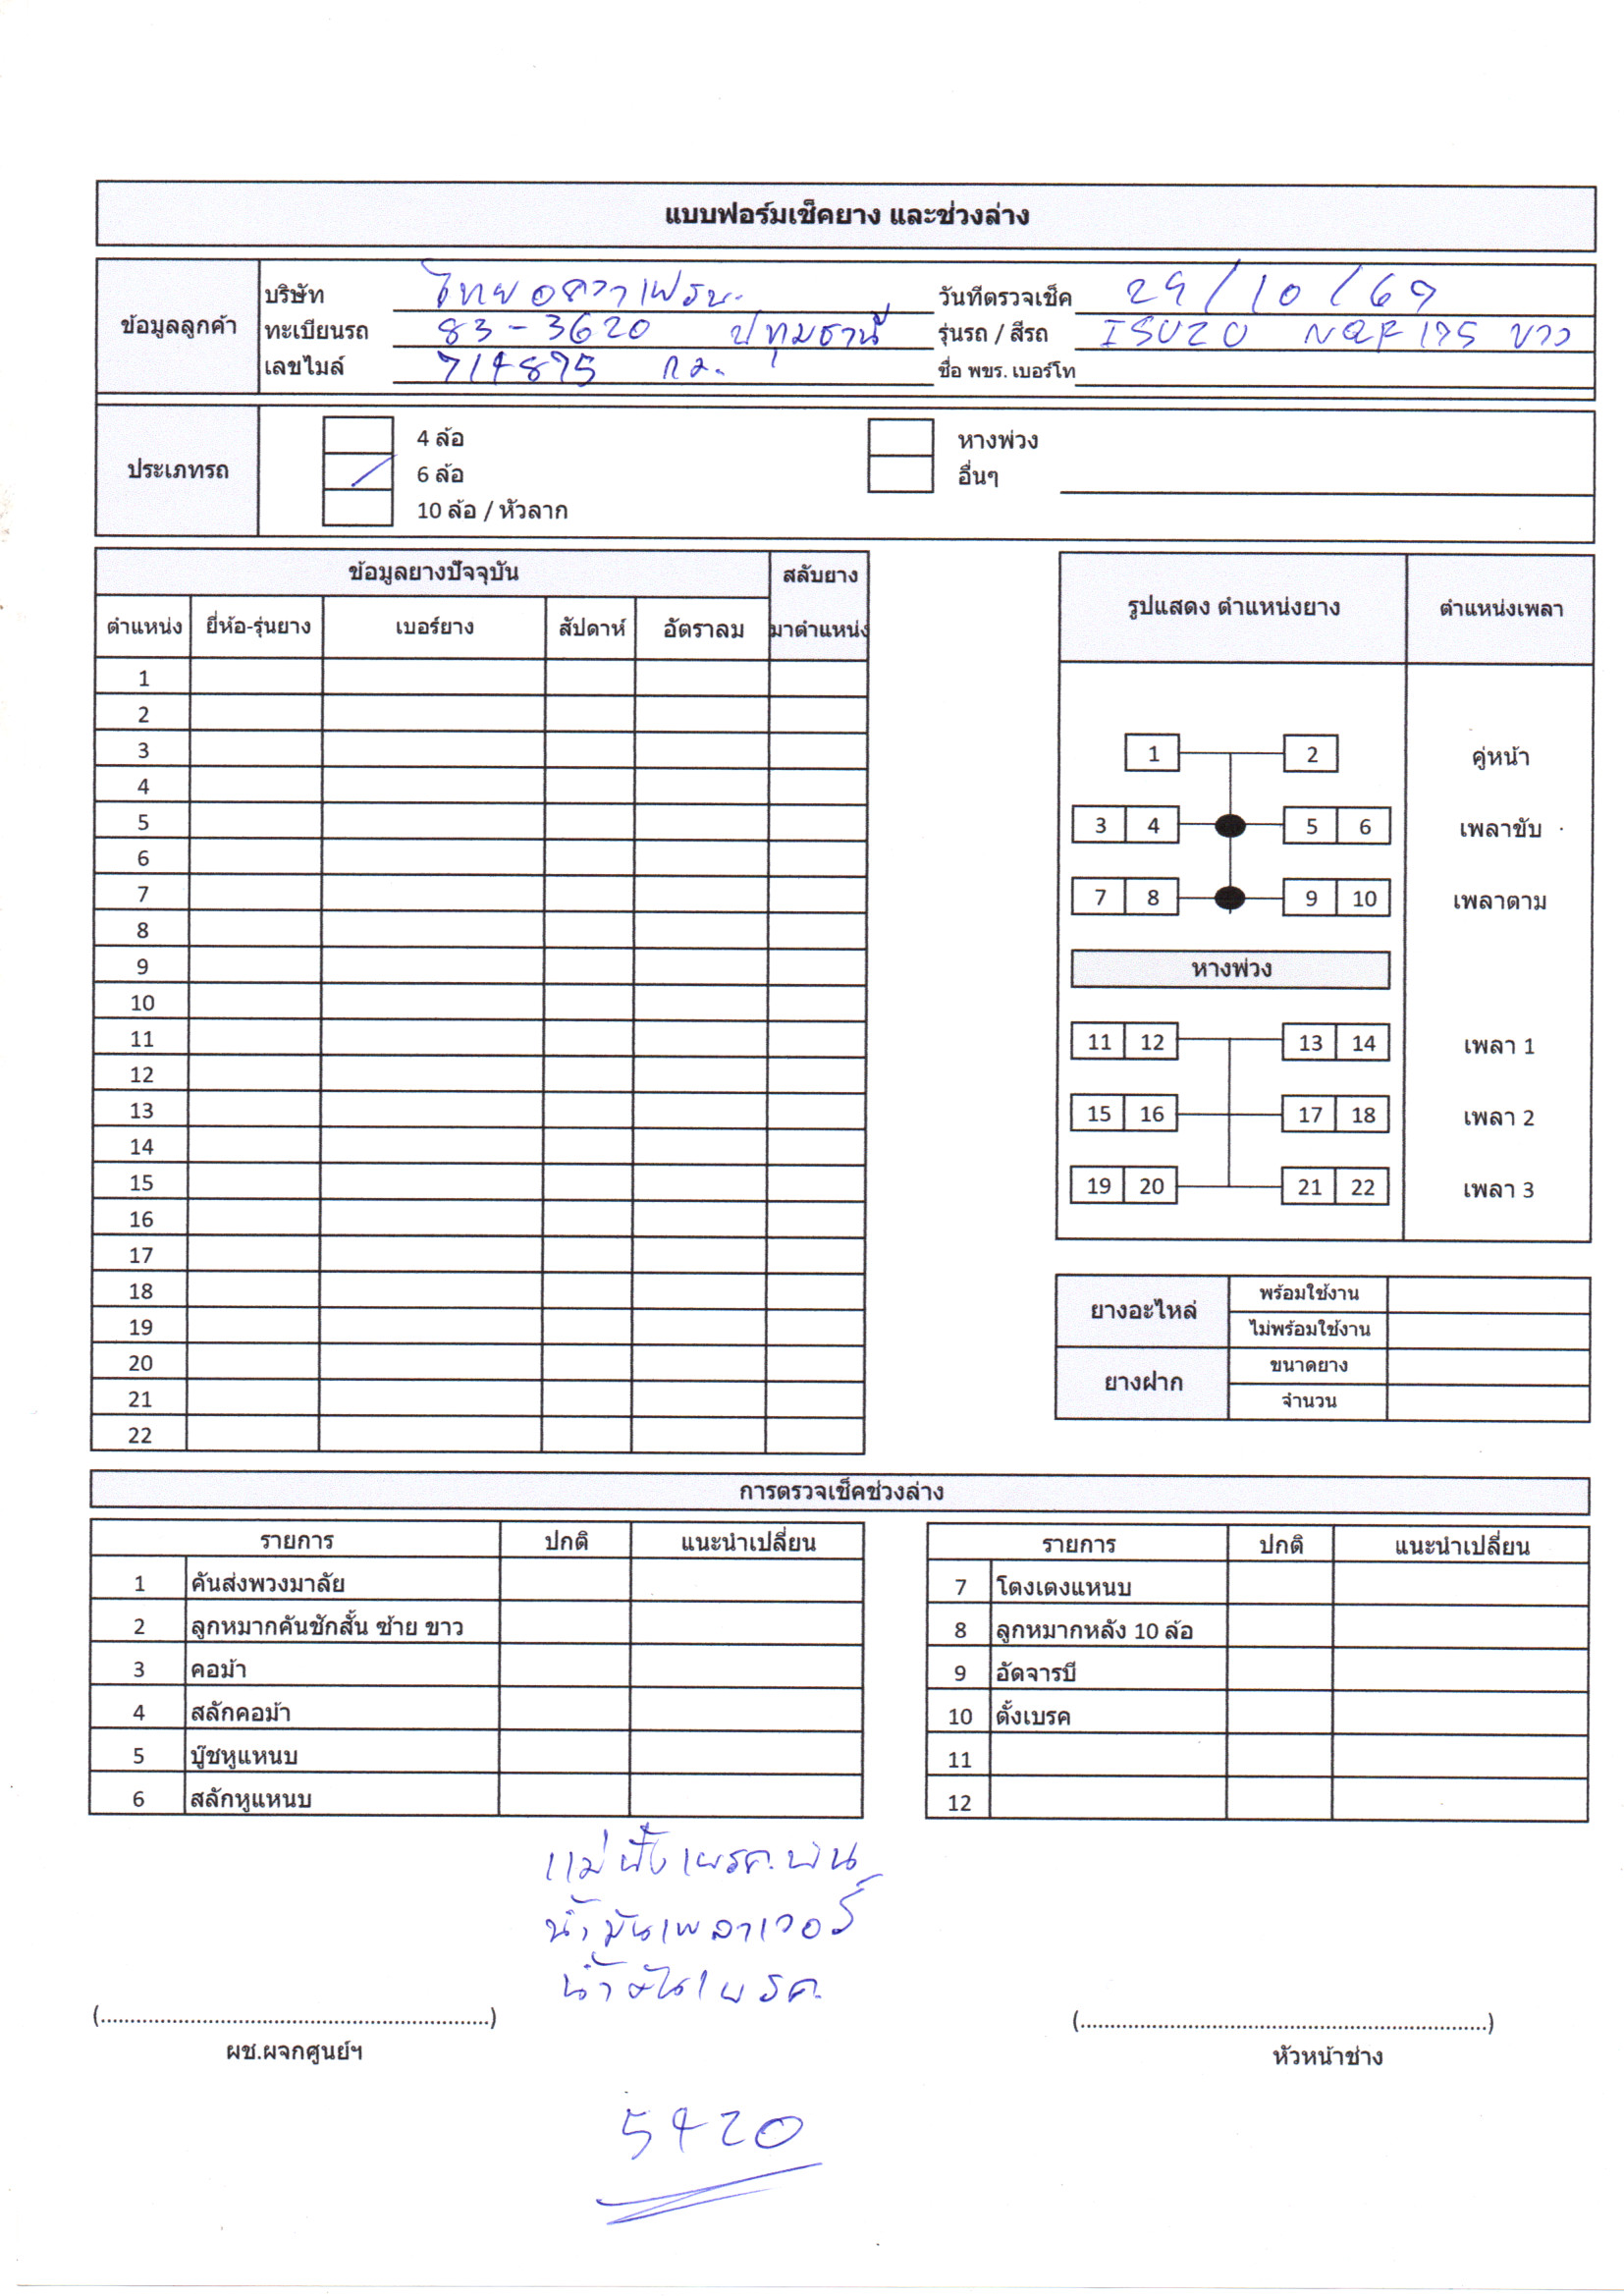 แบบฟอร์มเช็คยาง และช่วงล่าง
ข้อมูลลูกค้า
บริษัท ไทยอควาเฟรช.
วันที่ตรวจเช็ค 29/10/69
ทะเบียนรถ 83-3620 ปทุมธานี
รุ่นรถ / สีรถ ISUZU NQR 175 ขาว
เลขไมล์ 714875 กม.
ชื่อ พขร. เบอร์โท
ประเภทรถ
4 ล้อ
6 ล้อ
10 ล้อ / หัวลาก
หางพ่วง
อื่นๆ
ข้อมูลยางปัจจุบัน สลับยาง
ตำแหน่ง ยี่ห้อ-รุ่นยาง เบอร์ยาง สัปดาห์ อัตราลม มาตำแหน่ง
1
2
3
4
5
6
7
8
9
10
11
12
13
14
15
16
17
18
19
20
21
22
รูปแสดง ตำแหน่งยาง ตำแหน่งเพลา
1 2 คู่หน้า
3 4 5 6 เพลาขับ
7 8 9 10 เพลาตาม
หางพ่วง
11 12 13 14 เพลา 1
15 16 17 18 เพลา 2
19 20 21 22 เพลา 3
ยางอะไหล่ พร้อมใช้งาน
ไม่พร้อมใช้งาน
ยางฝาก ขนาดยาง
จำนวน
การตรวจเช็คช่วงล่าง
รายการ ปกติ แนะนำเปลี่ยน
1 คันส่งพวงมาลัย
2 ลูกหมากคันชักสั้น ซ้าย ขาว
3 คอม้า
4 สลักคอม้า
5 บู๊ชหูแหนบ
6 สลักหูแหนบ
รายการ ปกติ แนะนำเปลี่ยน
7 โตงเตงแหนบ
8 ลูกหมากหลัง 10 ล้อ
9 อัดจารบี
10 ตั้งเบรค
11
12
แม่ปั๊มเบรค.บน
น้ำมันเพลาเวอร์
น้ำมันเบรค.
(..................................................)
ผช.ผจกศูนย์ฯ
(..................................................)
หัวหน้าช่าง
5420